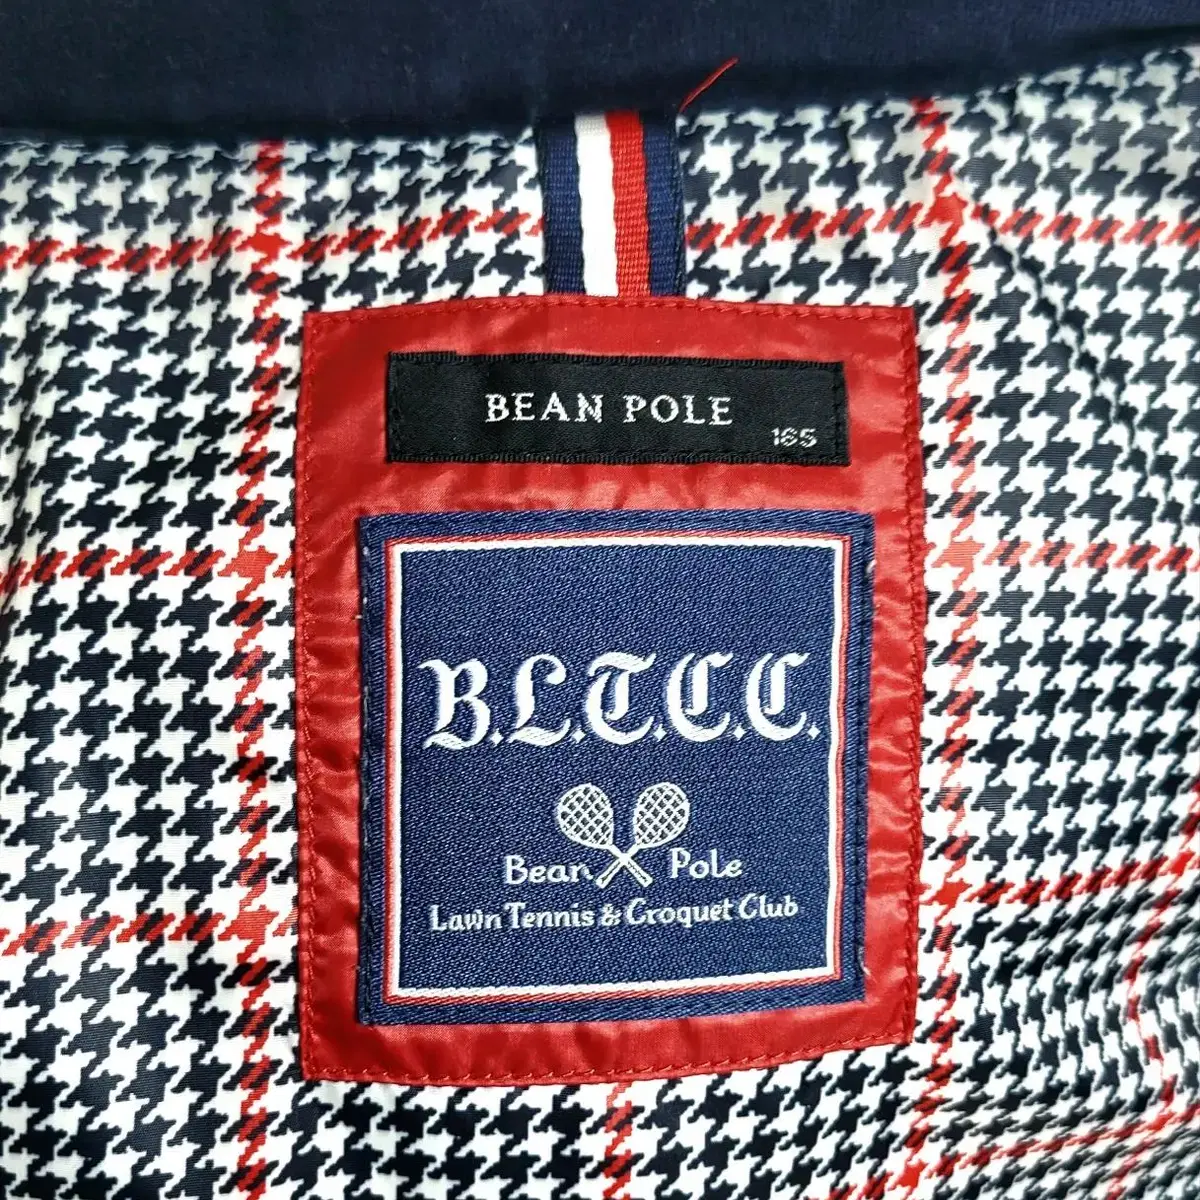 BEAN POLE
165
B.L.T.C.C.
Bean Pole
Lawn Tennis & Croquet Club